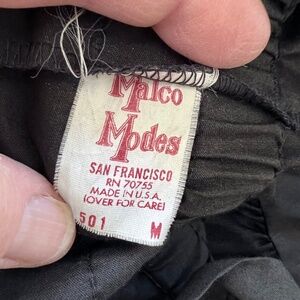 Malco
Modes
SAN FRANCISCO
RN 70755
MADE IN U.S.A.
(OVER FOR CARE)
501 M